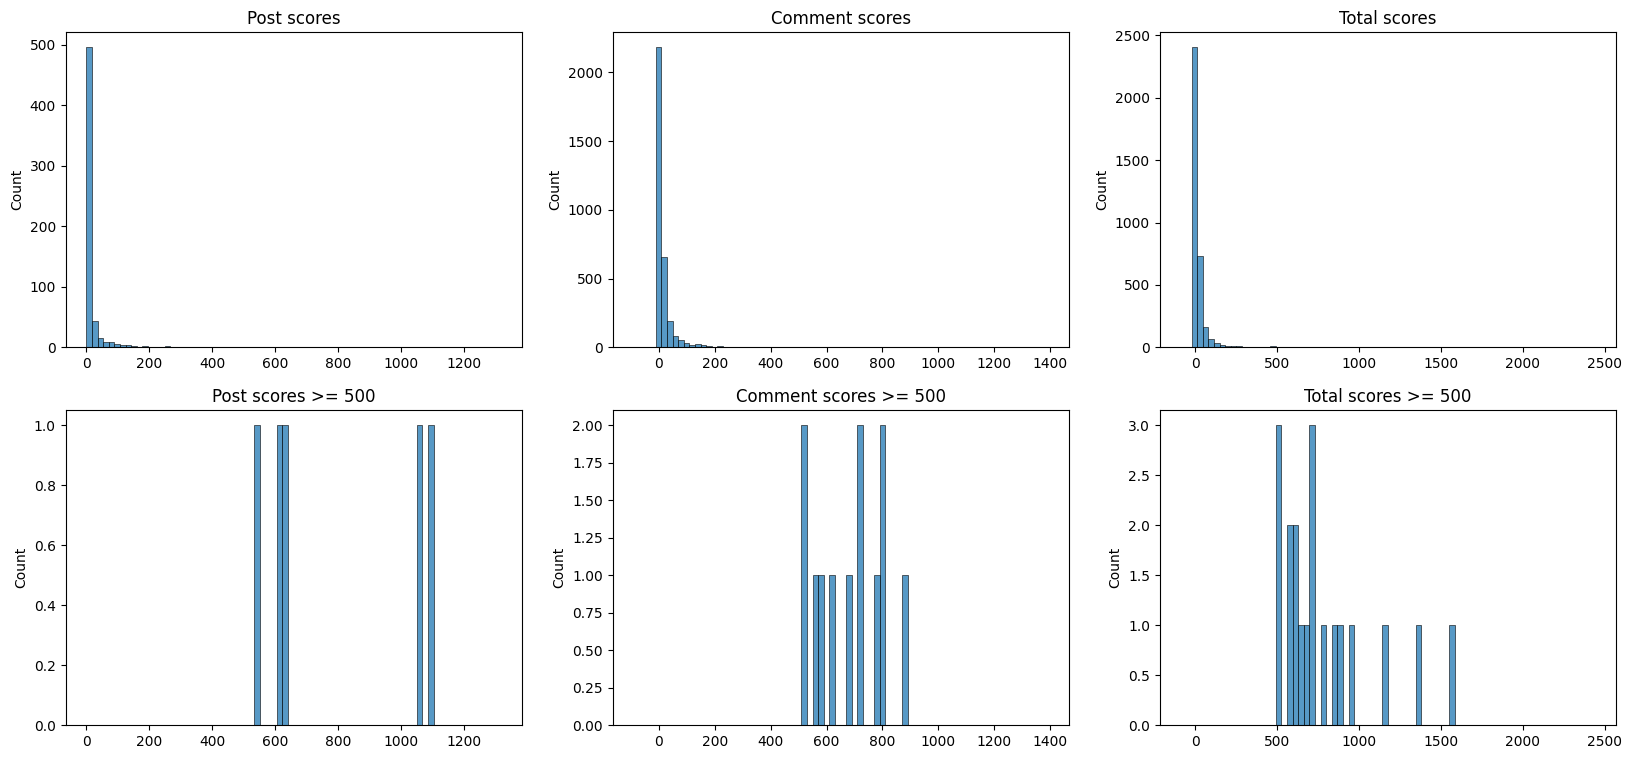 Post scores
Comment scores
Total scores
500
400
300
200
100
0
Count
0 200 400 600 800 1000 1200
2000
1500
1000
500
0
Count
0 200 400 600 800 1000 1200 1400
2500
2000
1500
1000
500
0
Count
0 500 1000 1500 2000 2500
Post scores >= 500
Comment scores >= 500
Total scores >= 500
1.0
0.8
0.6
0.4
0.2
0.0
Count
0 200 400 600 800 1000 1200
2.00
1.75
1.50
1.25
1.00
0.75
0.50
0.25
0.00
Count
0 200 400 600 800 1000 1200 1400
3.0
2.5
2.0
1.5
1.0
0.5
0.0
Count
0 500 1000 1500 2000 2500